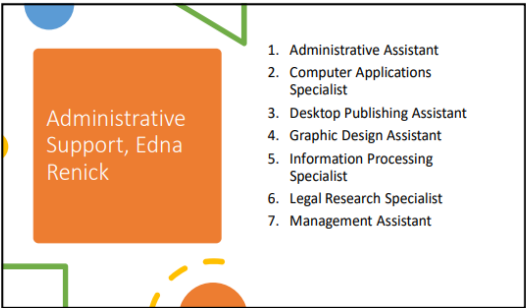 Administrative
Support, Edna
Renick
1. Administrative Assistant
2. Computer Applications
Specialist
3. Desktop Publishing Assistant
4. Graphic Design Assistant
5. Information Processing
Specialist
6. Legal Research Specialist
7. Management Assistant